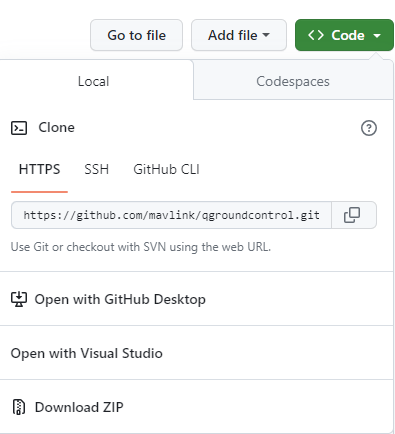 Go to file Add file <> Code
Local Codespaces
Clone
HTTPS SSH GitHub CLI
https://github.com/mavlink/qgroundcontrol.git
Use Git or checkout with SVN using the web URL.
Open with GitHub Desktop
Open with Visual Studio
Download ZIP